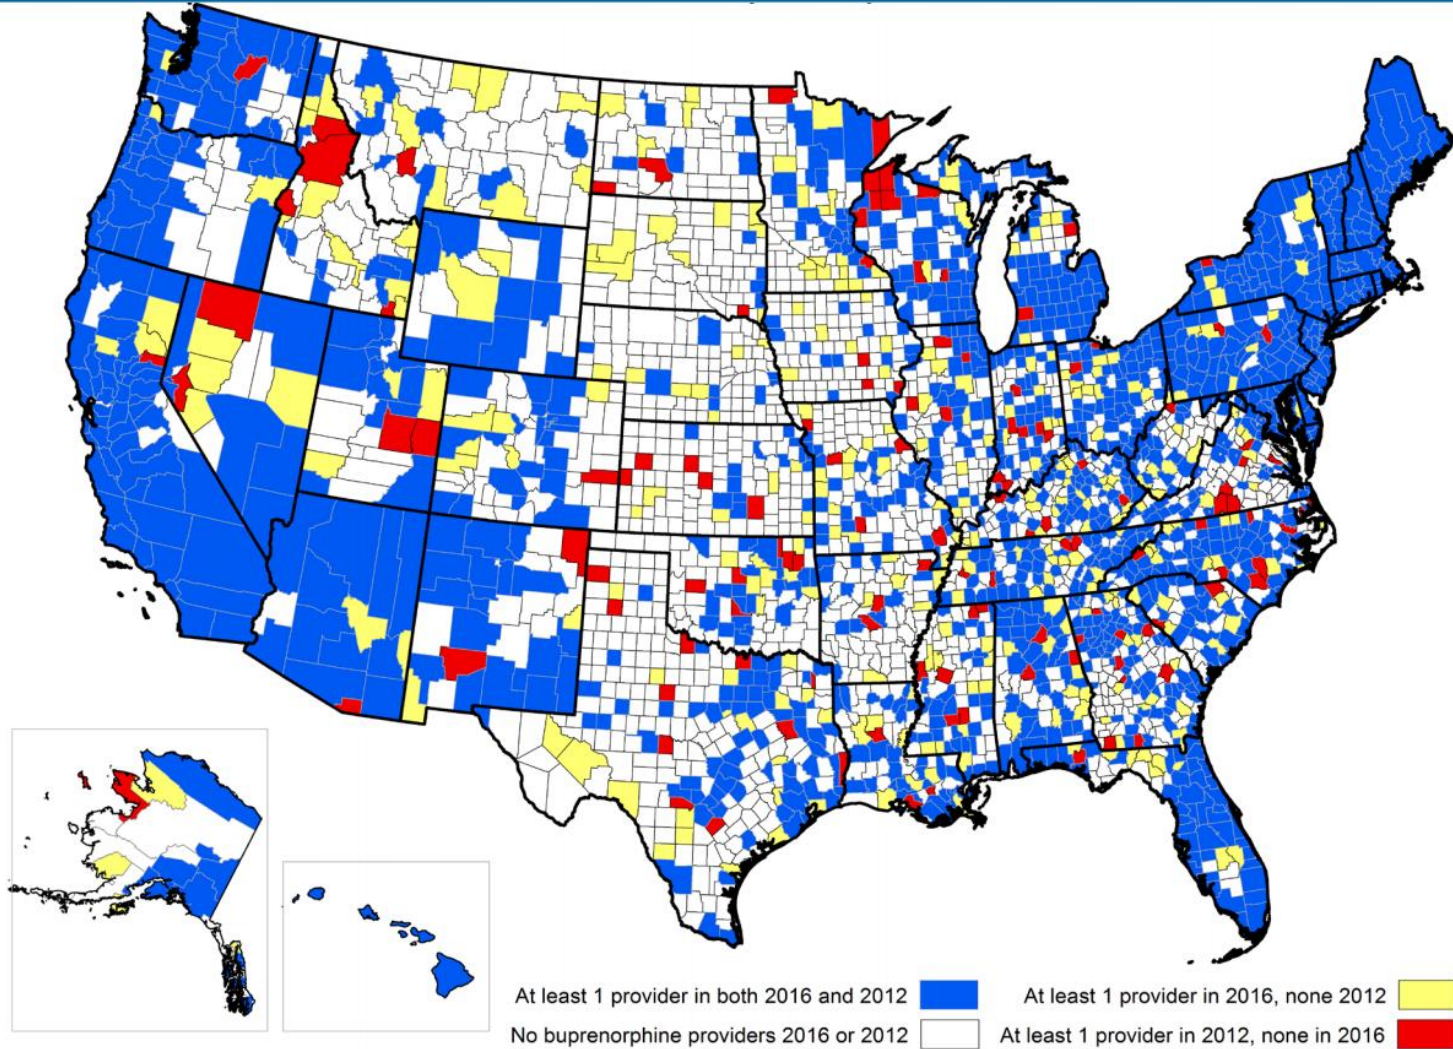 At least 1 provider in both 2016 and 2012
At least 1 provider in 2016, none 2012
No buprenorphine providers 2016 or 2012
At least 1 provider in 2012, none in 2016